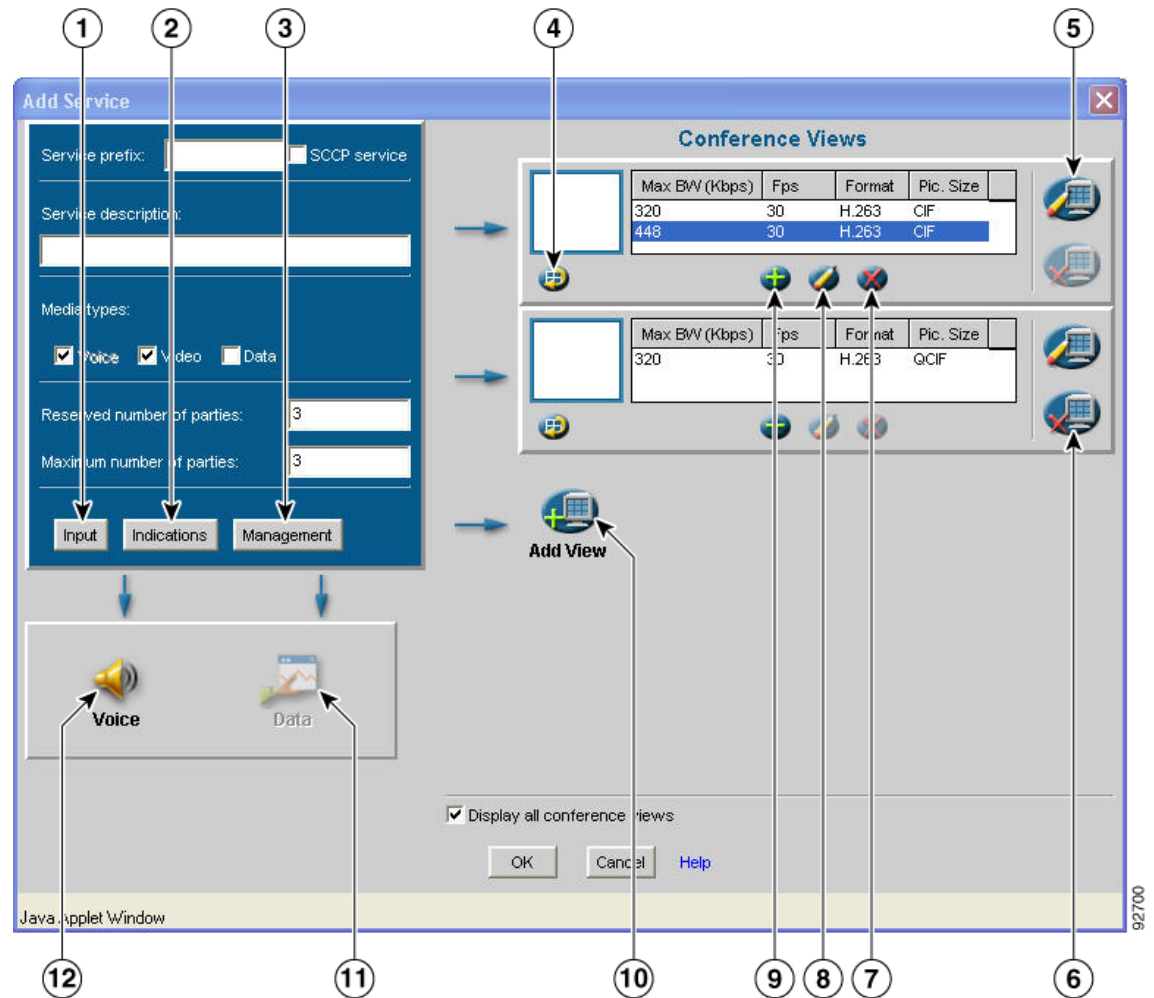 1 2 3 4 5
Add Service
Service prefix: SCCP service
Service description:
Media types:
Voice Video Data
Reserved number of parties: 3
Maximum number of parties: 3
Input Indications Management
Conference Views
Max BW (Kbps) Fps Format Pic. Size
320 30 H.263 CIF
448 30 H.263 CIF
Max BW (Kbps) Fps Format Pic. Size
320 30 H.263 QCIF
Add View
Voice Data
Display all conference views
OK Cancel Help
Java Applet Window
92700
12 11 10 9 8 7 6